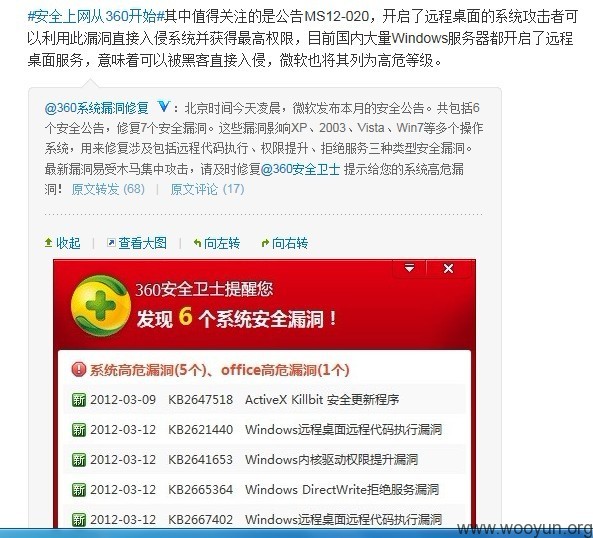 #安全上网从360开始#其中值得关注的是公告MS12-020，开启了远程桌面的系统攻击者可
以利用此漏洞直接入侵系统并获得最高权限，目前国内大量Windows服务器都开启了远程
桌面服务，意味着可以被黑客直接入侵，微软也将其列为高危等级。
@360系统漏洞修复 V：北京时间今天凌晨，微软发布本月的安全公告。共包括6
个安全公告，修复7个安全漏洞。这些漏洞影响XP、2003、Vista、Win7等多个操作
系统，用来修复涉及包括远程代码执行、权限提升、拒绝服务三种类型安全漏洞。
最新漏洞易受木马集中攻击，请及时修复@360安全卫士 提示给您的系统高危漏
洞！ 原文转发 (68) | 原文评论 (17)
收起 | 查看大图 | 向左转 向右转
360安全卫士提醒您
发现 6 个系统安全漏洞！
系统高危漏洞(5个)、office高危漏洞(1个)
新 2012-03-09 KB2647518 ActiveX Killbit 安全更新程序
新 2012-03-12 KB2621440 Windows远程桌面远程代码执行漏洞
新 2012-03-12 KB2641653 Windows内核驱动权限提升漏洞
新 2012-03-12 KB2665364 Windows DirectWrite拒绝服务漏洞
新 2012-03-12 KB2667402 Windows远程桌面远程代码执行漏洞
www.wooyun.org